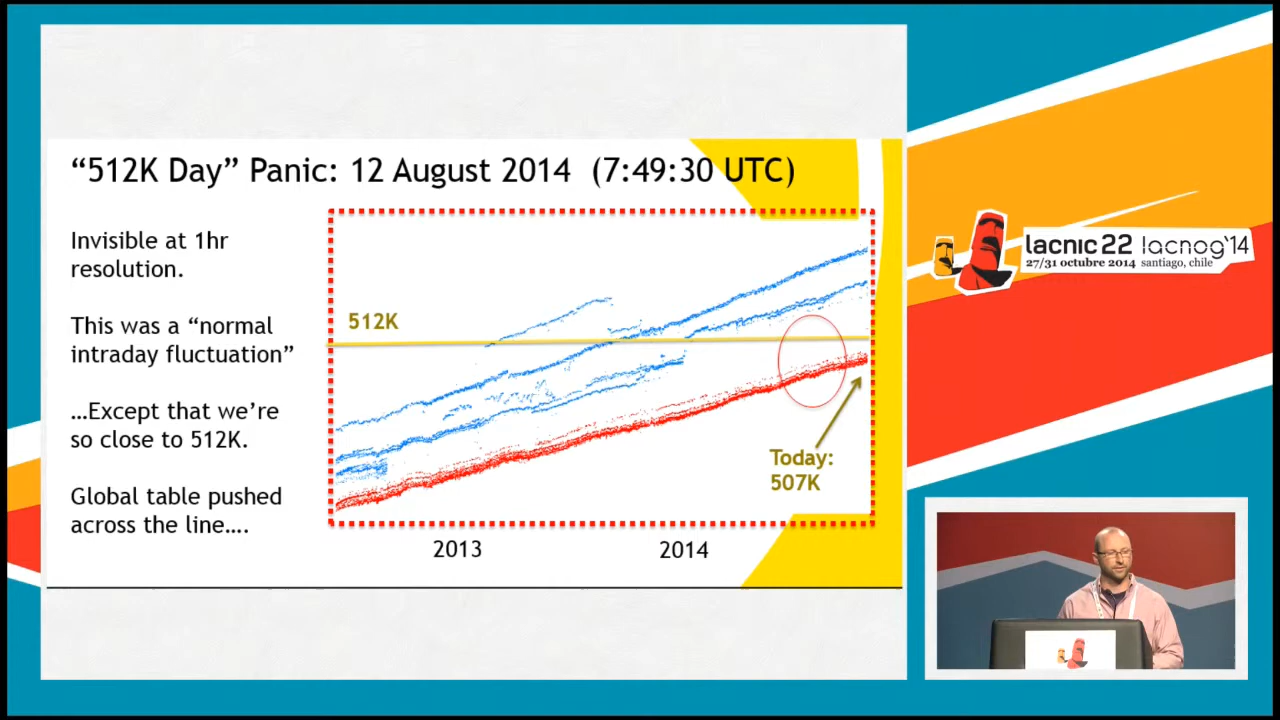 “512K Day” Panic: 12 August 2014 (7:49:30 UTC)
Invisible at 1hr
resolution.
This was a “normal
intraday fluctuation”
…Except that we’re
so close to 512K.
Global table pushed
across the line….
512K
Today:
507K
2013
2014
lacnic 22 lacnog'14
27/31 octubre 2014 santiago, chile